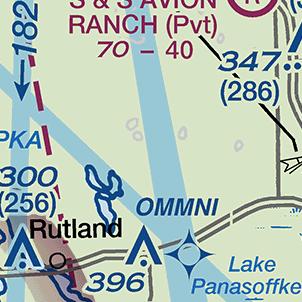 S & S AVION
RANCH (Pvt)
70 - 40
182
347
(286)
PKA
300
(256)
OMMNI
Rutland
396
Lake
Panasoffke
R